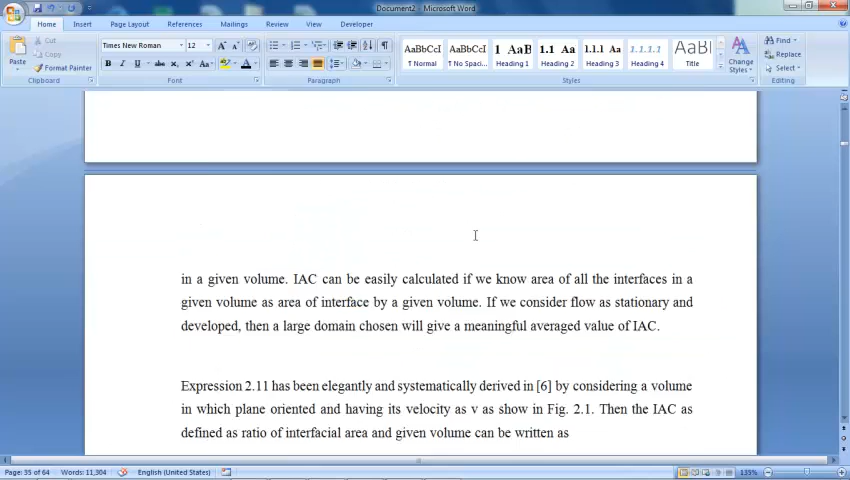 Document2 - Microsoft Word
Home Insert Page Layout References Mailings Review View Developer
Paste
Cut
Copy
Format Painter
Clipboard
Times New Roman 12
B I U abc X₂ X² Aa
Font
Paragraph
AaBbCcI AaBbCcI 1 AaB 1.1 Aa 1.1.1 Aa 1.1.1.1 AaBl
¶ Normal ¶ No Spaci... Heading 1 Heading 2 Heading 3 Heading 4 Title
Styles
Change
Styles
Find
Replace
Select
Editing
in a given volume. IAC can be easily calculated if we know area of all the interfaces in a
given volume as area of interface by a given volume. If we consider flow as stationary and
developed, then a large domain chosen will give a meaningful averaged value of IAC.
Expression 2.11 has been elegantly and systematically derived in [6] by considering a volume
in which plane oriented and having its velocity as v as show in Fig. 2.1. Then the IAC as
defined as ratio of interfacial area and given volume can be written as
Page: 35 of 64 Words: 11,304 English (United States) 135%